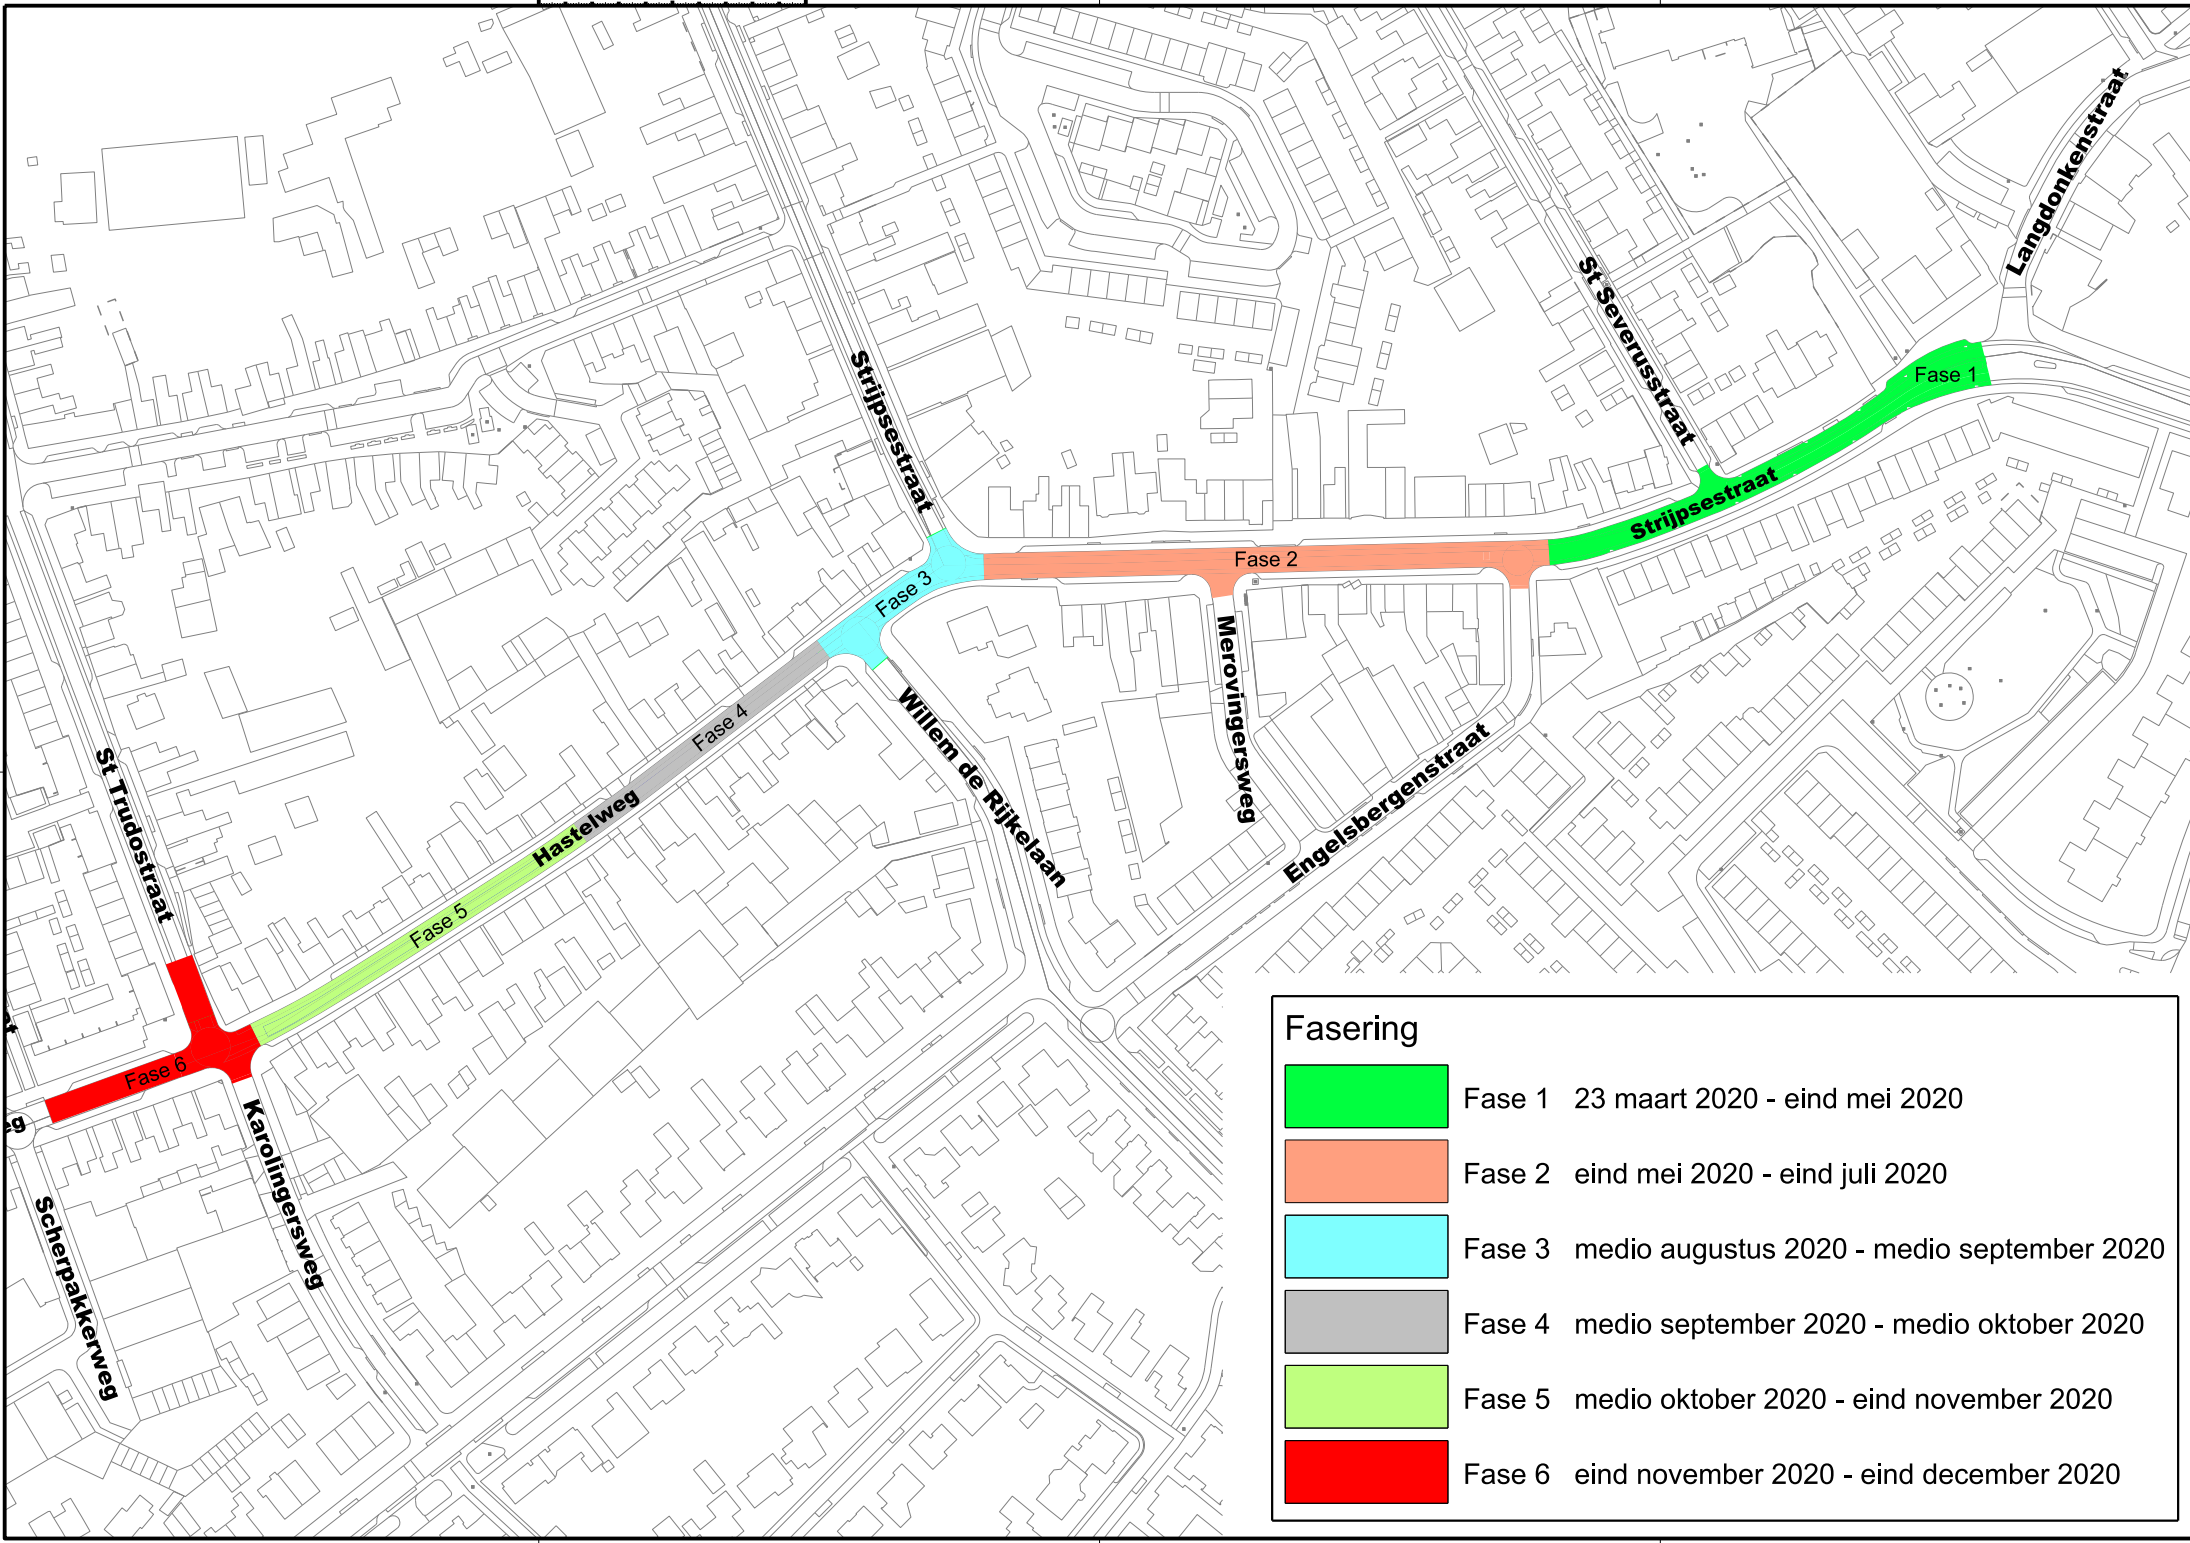 Langdonkenstraat
St Severusstraat
Strijpsestraat
Fase 1
Strijpsestraat
Fase 2
Fase 3
Merovingersweg
Willem de Rijkelaan
Engelsbergenstraat
Fase 4
Hastelweg
St Trudostraat
Fase 5
Fase 6
Karolingersweg
Scherpakkerweg
Fasering
Fase 1 23 maart 2020 - eind mei 2020
Fase 2 eind mei 2020 - eind juli 2020
Fase 3 medio augustus 2020 - medio september 2020
Fase 4 medio september 2020 - medio oktober 2020
Fase 5 medio oktober 2020 - eind november 2020
Fase 6 eind november 2020 - eind december 2020